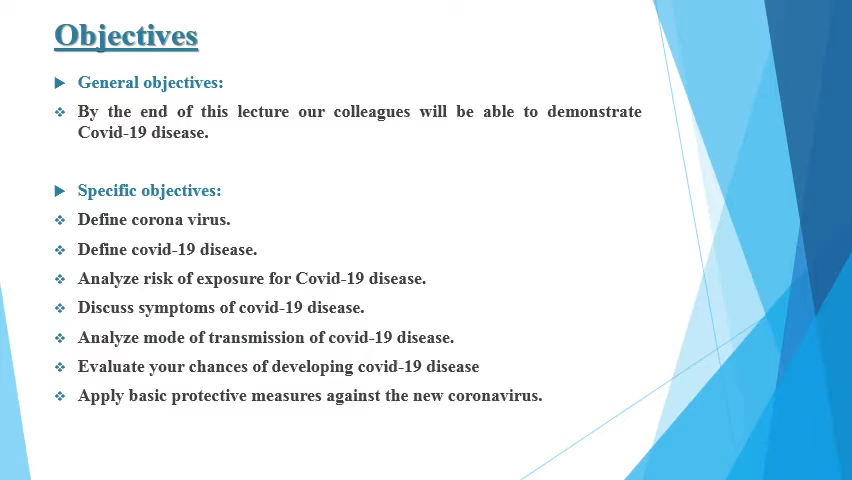 Objectives
General objectives:
By the end of this lecture our colleagues will be able to demonstrate
Covid-19 disease.
Specific objectives:
Define corona virus.
Define covid-19 disease.
Analyze risk of exposure for Covid-19 disease.
Discuss symptoms of covid-19 disease.
Analyze mode of transmission of covid-19 disease.
Evaluate your chances of developing covid-19 disease
Apply basic protective measures against the new coronavirus.